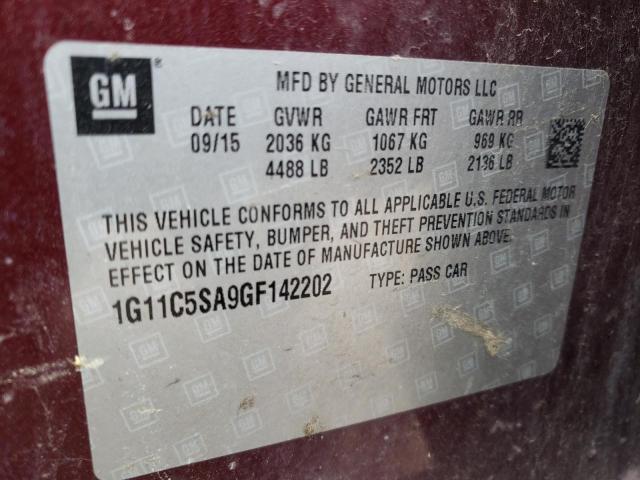 GM®
MFD BY GENERAL MOTORS LLC
DATE GVWR GAWR FRT GAWR RR
09/15 2036 KG 1067 KG 969 KG
4488 LB 2352 LB 2136 LB
THIS VEHICLE CONFORMS TO ALL APPLICABLE U.S. FEDERAL MOTOR
VEHICLE SAFETY, BUMPER, AND THEFT PREVENTION STANDARDS IN
EFFECT ON THE DATE OF MANUFACTURE SHOWN ABOVE.
1G11C5SA9GF142202 TYPE: PASS CAR